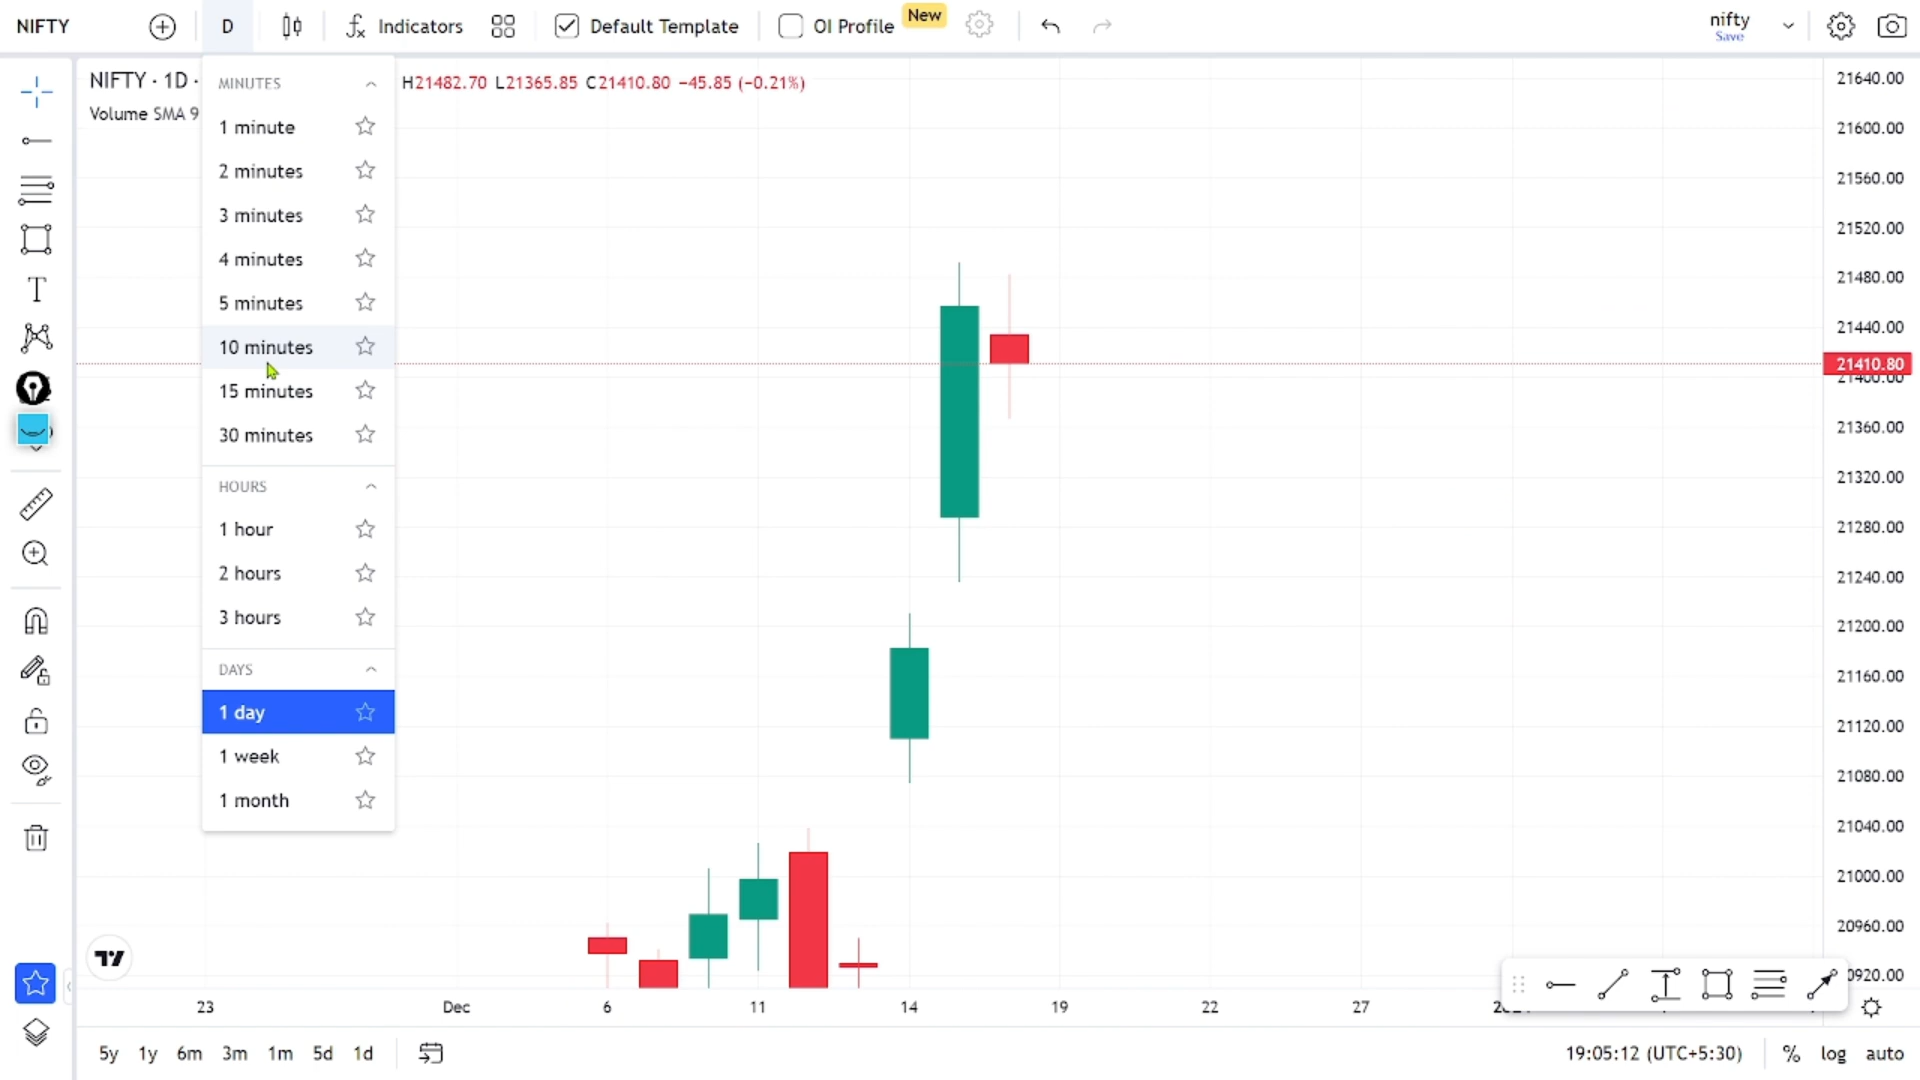 NIFTY D Indicators Default Template OI Profile New nifty
Save
NIFTY · 1D · H21482.70 L21365.85 C21410.80 −45.85 (−0.21%)
Volume SMA 9
MINUTES
1 minute
2 minutes
3 minutes
4 minutes
5 minutes
10 minutes
15 minutes
30 minutes
HOURS
1 hour
2 hours
3 hours
DAYS
1 day
1 week
1 month
21640.00
21600.00
21560.00
21520.00
21480.00
21440.00
21410.80
21400.00
21360.00
21320.00
21280.00
21240.00
21200.00
21160.00
21120.00
21080.00
21040.00
21000.00
20960.00
20920.00
23 Dec 6 11 14 19 22 27
5y 1y 6m 3m 1m 5d 1d 19:05:12 (UTC+5:30) % log auto